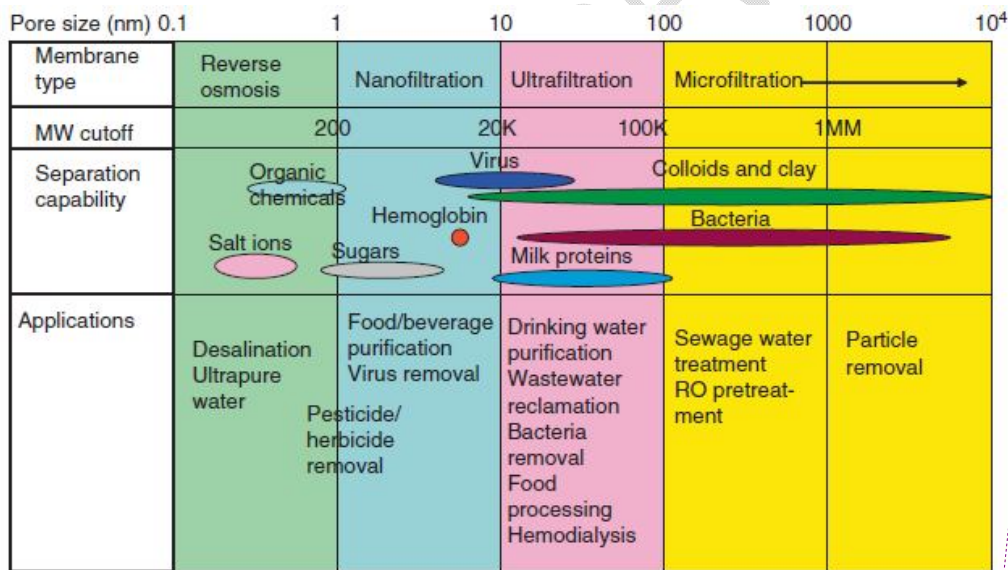 Pore size (nm) 0.1 1 10 100 1000 10⁴
Membrane
type
Reverse
osmosis
Nanofiltration
Ultrafiltration
Microfiltration
MW cutoff 200 20K 100K 1MM
Separation
capability
Organic
chemicals
Virus
Colloids and clay
Hemoglobin
Bacteria
Salt ions
Sugars
Milk proteins
Applications
Desalination
Ultrapure
water
Food/beverage
purification
Virus removal
Pesticide/
herbicide
removal
Drinking water
purification
Wastewater
reclamation
Bacteria
removal
Food
processing
Hemodialysis
Sewage water
treatment
RO pretreat-
ment
Particle
removal